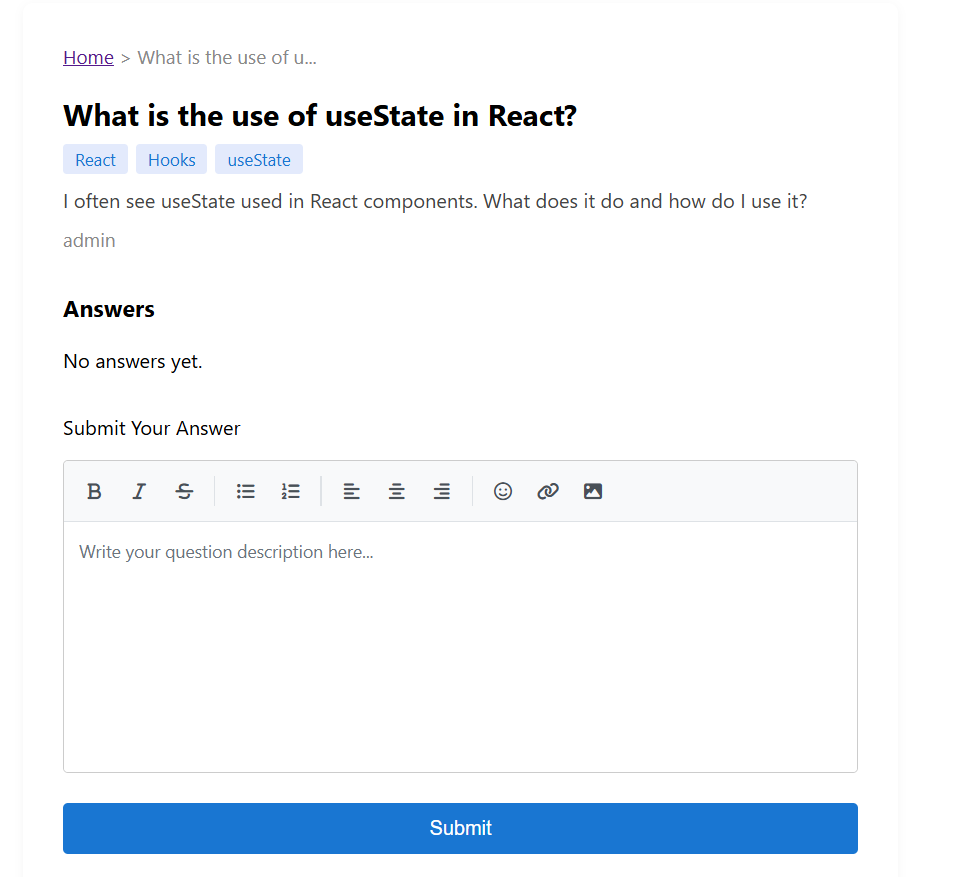 Home > What is the use of u...
What is the use of useState in React?
React Hooks useState
I often see useState used in React components. What does it do and how do I use it?
admin
Answers
No answers yet.
Submit Your Answer
Write your question description here...
Submit